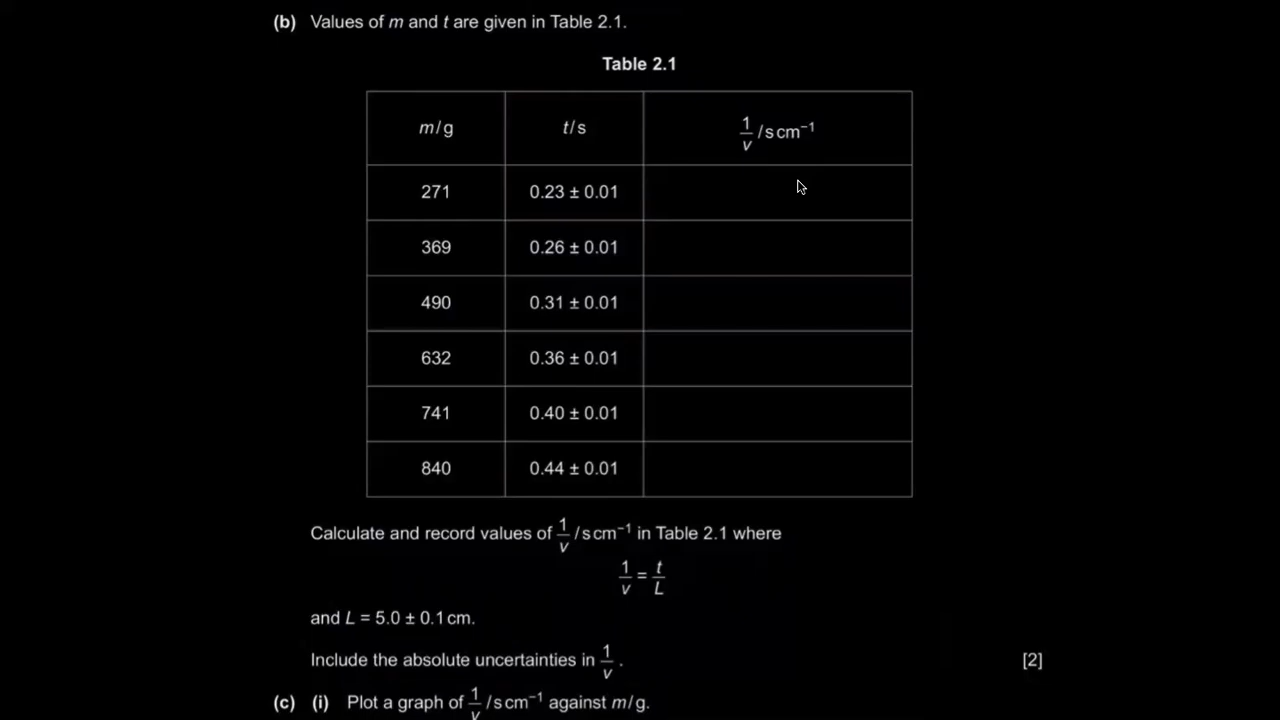 (b) Values of m and t are given in Table 2.1.
Table 2.1
m/g t/s 1/v /s cm⁻¹
271 0.23 ± 0.01
369 0.26 ± 0.01
490 0.31 ± 0.01
632 0.36 ± 0.01
741 0.40 ± 0.01
840 0.44 ± 0.01
Calculate and record values of 1/v /s cm⁻¹ in Table 2.1 where
1/v = t/L
and L = 5.0 ± 0.1 cm.
Include the absolute uncertainties in 1/v. [2]
(c) (i) Plot a graph of 1/v /s cm⁻¹ against m/g.